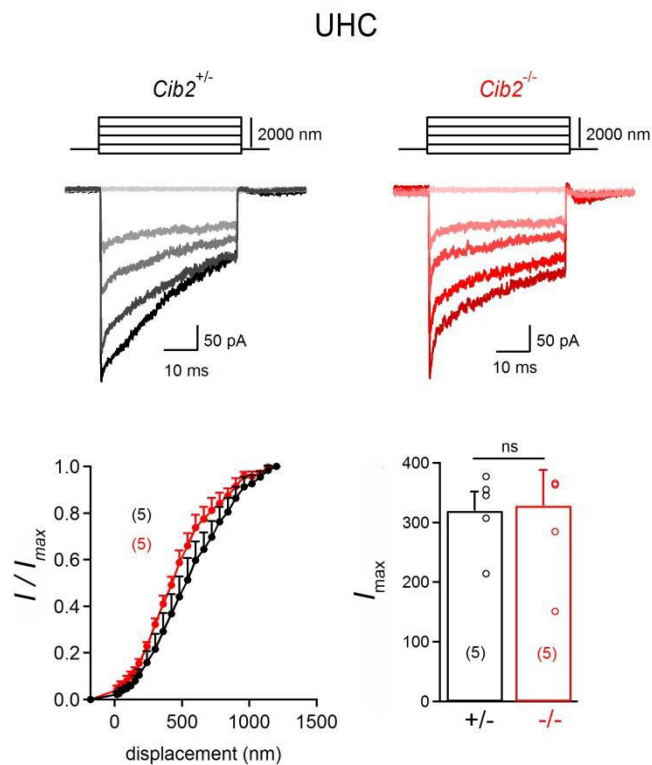 UHC
Cib2+/-
Cib2-/-
2000 nm
2000 nm
50 pA
10 ms
50 pA
10 ms
I / Imax
1.0
0.8
0.6
0.4
0.2
0.0
(5)
(5)
0
500
1000
1500
displacement (nm)
Imax
400
300
200
100
0
ns
(5)
(5)
+/-
-/-